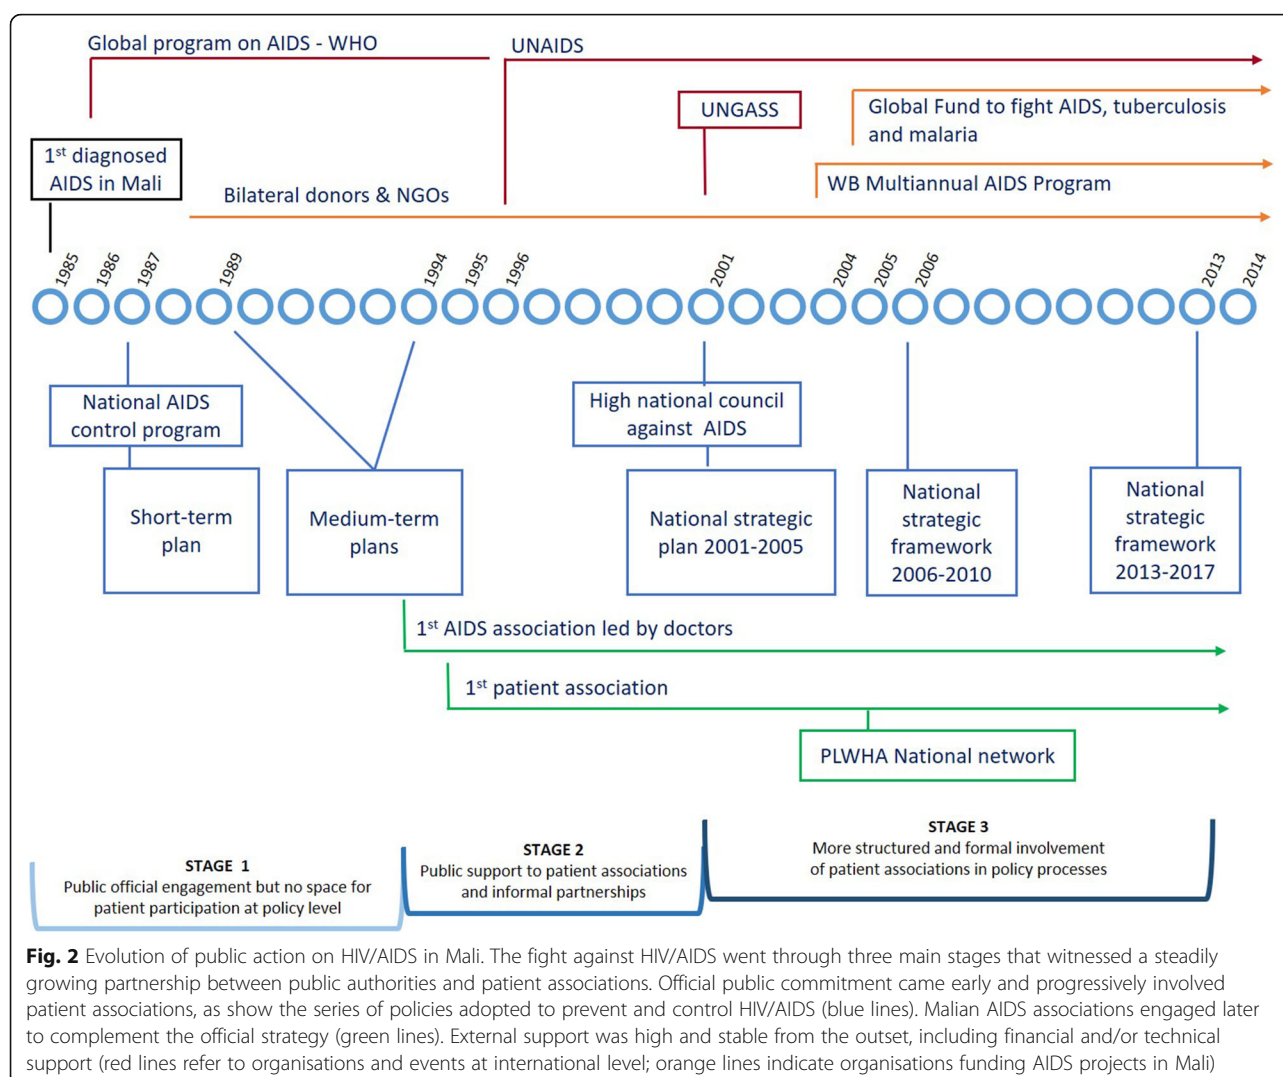 Global program on AIDS - WHO
UNAIDS
UNGASS
Global Fund to fight AIDS, tuberculosis
and malaria
1st diagnosed
AIDS in Mali
WB Multiannual AIDS Program
Bilateral donors & NGOs
1985
1986
1987
1989
1994
1995
1996
2001
2004
2005
2006
2013
2014
National AIDS
control program
High national council
against AIDS
Short-term
plan
Medium-term
plans
National strategic
plan 2001-2005
National
strategic
framework
2006-2010
National
strategic
framework
2013-2017
1st AIDS association led by doctors
1st patient association
PLWHA National network
STAGE 1
Public official engagement but no space for
patient participation at policy level
STAGE 2
Public support to patient associations
and informal partnerships
STAGE 3
More structured and formal involvement
of patient associations in policy processes
Fig. 2 Evolution of public action on HIV/AIDS in Mali. The fight against HIV/AIDS went through three main stages that witnessed a steadily
growing partnership between public authorities and patient associations. Official public commitment came early and progressively involved
patient associations, as show the series of policies adopted to prevent and control HIV/AIDS (blue lines). Malian AIDS associations engaged later
to complement the official strategy (green lines). External support was high and stable from the outset, including financial and/or technical
support (red lines refer to organisations and events at international level; orange lines indicate organisations funding AIDS projects in Mali)